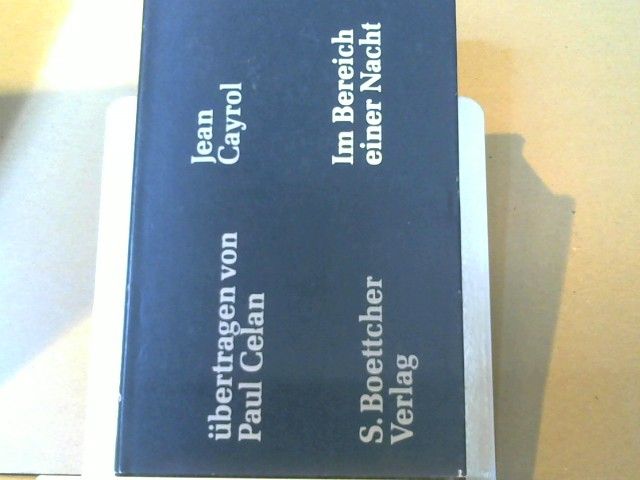 Jean
Cayrol
Im Bereich
einer Nacht
übertragen von
Paul Celan
S. Boettcher
Verlag